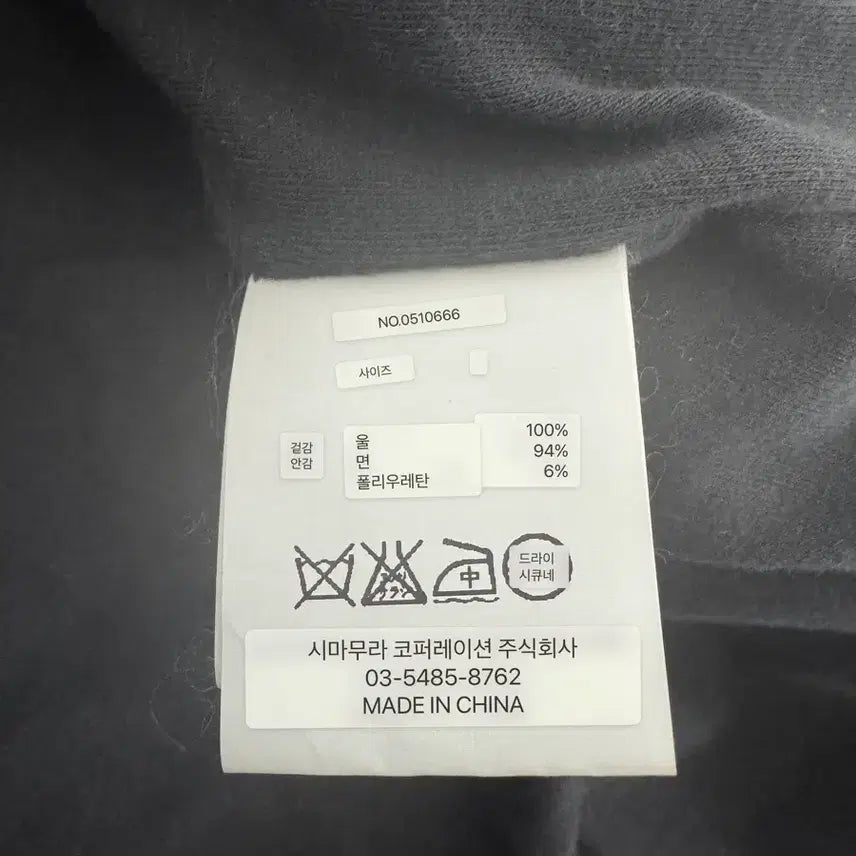 NO.0510666
사이즈
겉감 울 100%
안감 면 94%
폴리우레탄 6%
中
드라이
시큐네
시마무라 코퍼레이션 주식회사
03-5485-8762
MADE IN CHINA